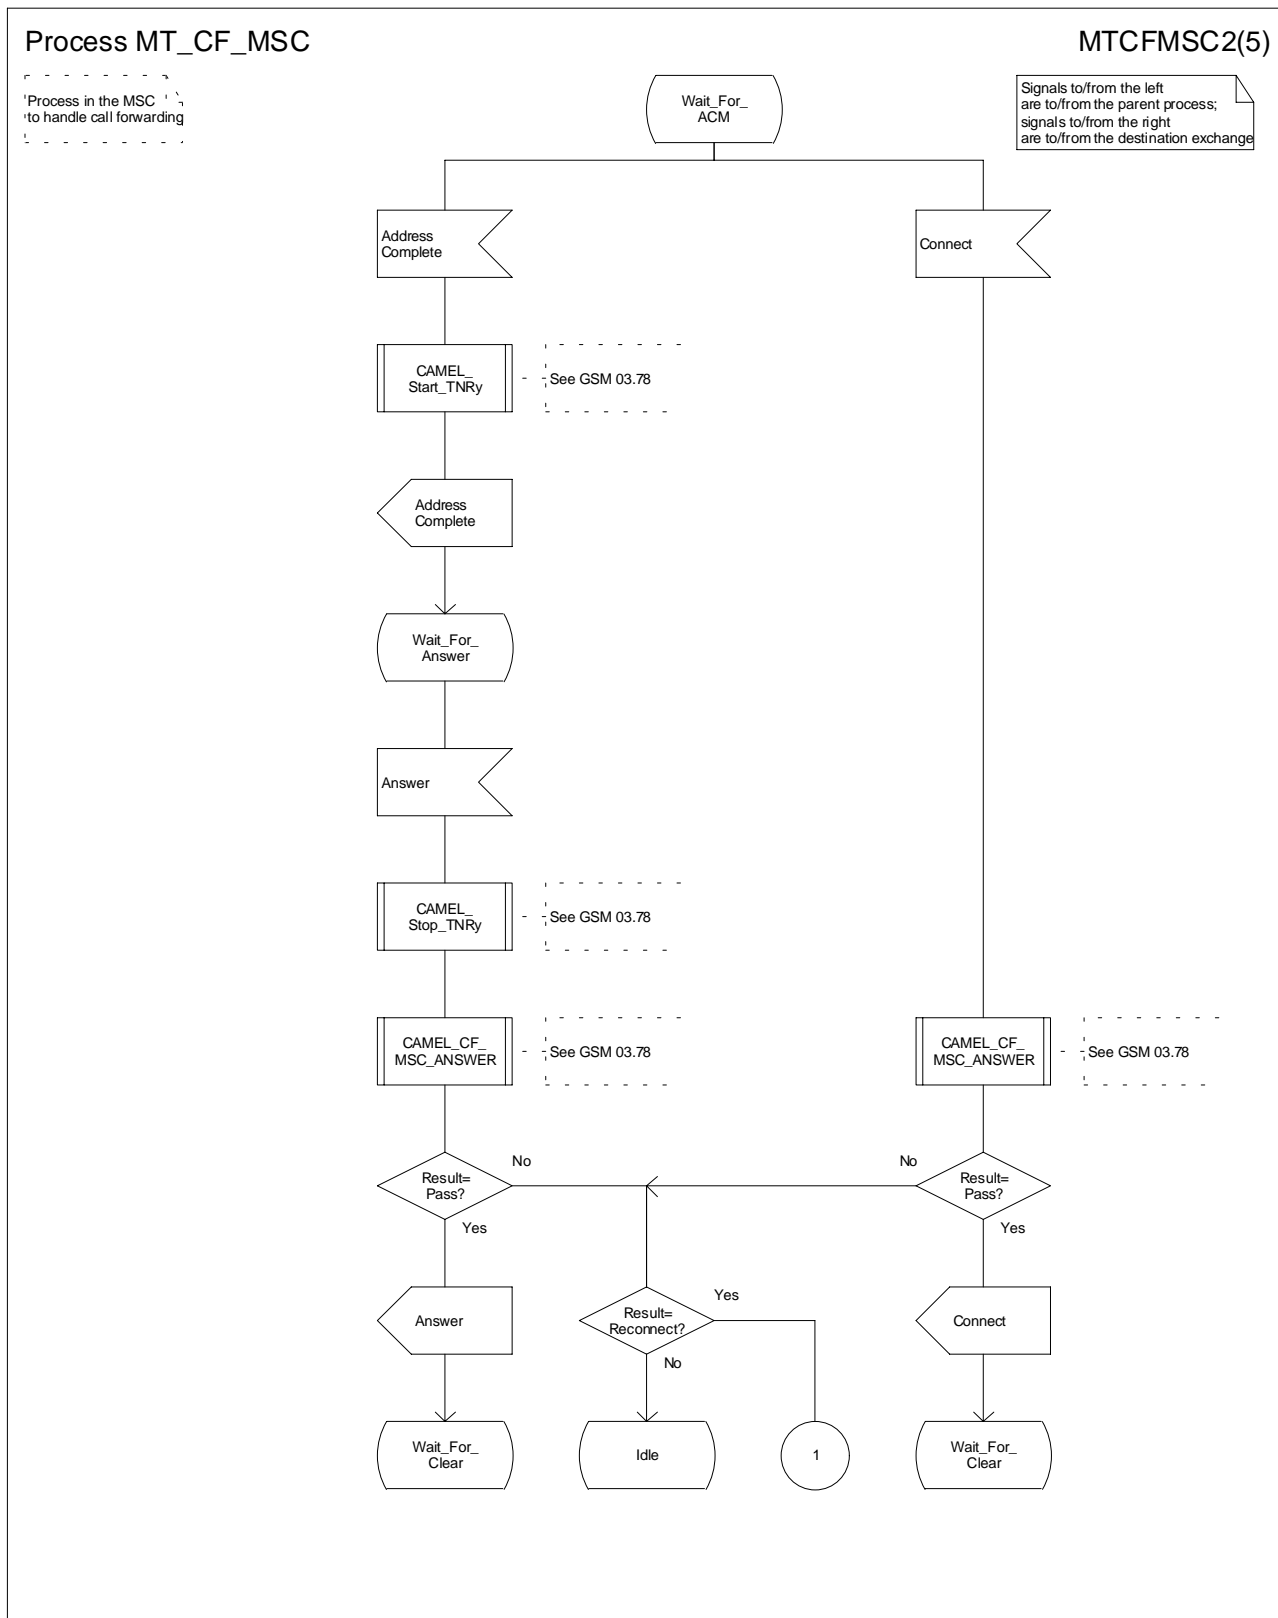 Process MT_CF_MSC
MTCFMSC2(5)
Process in the MSC
to handle call forwarding
Signals to/from the left
are to/from the parent process;
signals to/from the right
are to/from the destination exchange
Wait_For_
ACM
Address
Complete
Connect
CAMEL_
Start_TNRy
See GSM 03.78
Address
Complete
Wait_For_
Answer
Answer
CAMEL_
Stop_TNRy
See GSM 03.78
CAMEL_CF_
MSC_ANSWER
See GSM 03.78
CAMEL_CF_
MSC_ANSWER
See GSM 03.78
Result=
Pass?
No
Yes
No
Result=
Pass?
Yes
Answer
Result=
Reconnect?
Yes
No
Connect
Wait_For_
Clear
Idle
1
Wait_For_
Clear